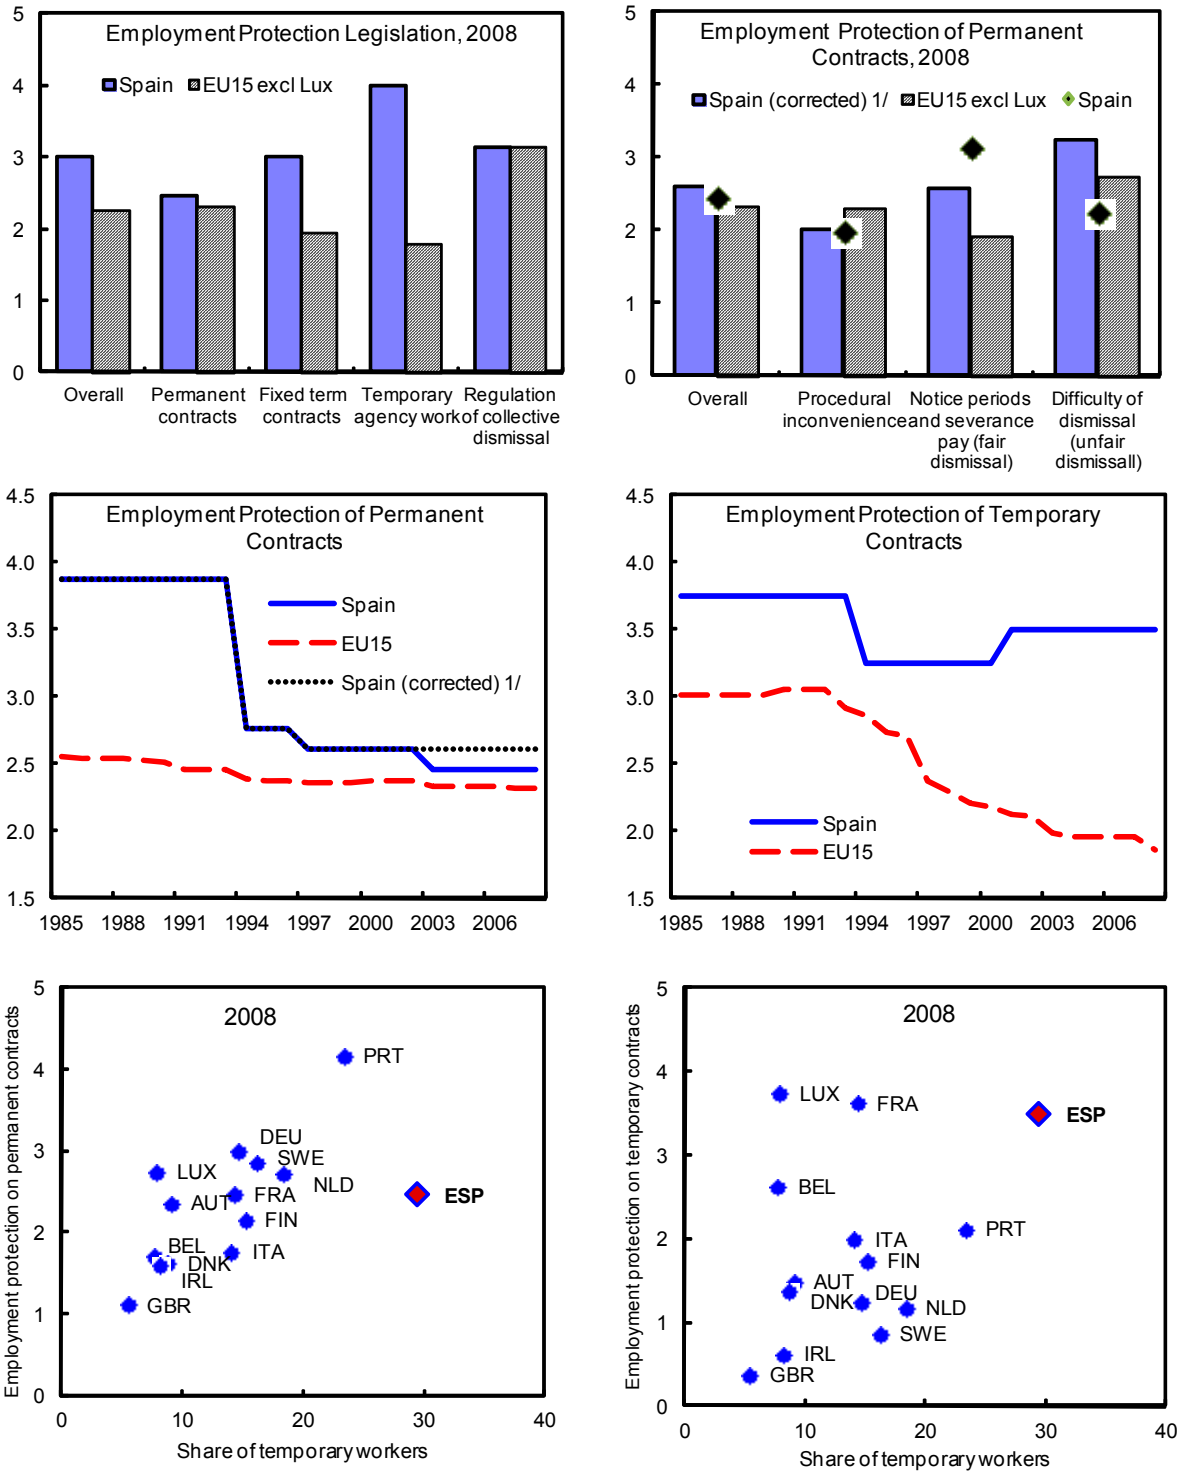 Employment Protection Legislation, 2008
Spain
EU15 excl Lux
5
4
3
2
1
0
Overall
Permanent
contracts
Fixed term
contracts
Temporary
agency work
Regulation
of collective
dismissal
Employment Protection of Permanent
Contracts, 2008
Spain (corrected) 1/
EU15 excl Lux
Spain
5
4
3
2
1
0
Overall
Procedural
inconvenience
Notice periods
and severance
pay (fair
dismissal)
Difficulty of
dismissal
(unfair
dismissall)
Employment Protection of Permanent
Contracts
4.5
4.0
3.5
3.0
2.5
2.0
1.5
Spain
EU15
Spain (corrected) 1/
1985 1988 1991 1994 1997 2000 2003 2006
Employment Protection of Temporary
Contracts
4.5
4.0
3.5
3.0
2.5
2.0
1.5
Spain
EU15
1985 1988 1991 1994 1997 2000 2003 2006
Employment protection on permanent contracts
2008
5
4
3
2
1
0
PRT
DEU
SWE
LUX
NLD
AUT
FRA
ESP
FIN
BEL
ITA
DNK
IRL
GBR
0 10 20 30 40
Share of temporary workers
Employment protection on temporary contracts
2008
5
4
3
2
1
0
LUX
FRA
ESP
BEL
PRT
ITA
FIN
AUT
DNK
DEU
NLD
SWE
IRL
GBR
0 10 20 30 40
Share of temporary workers